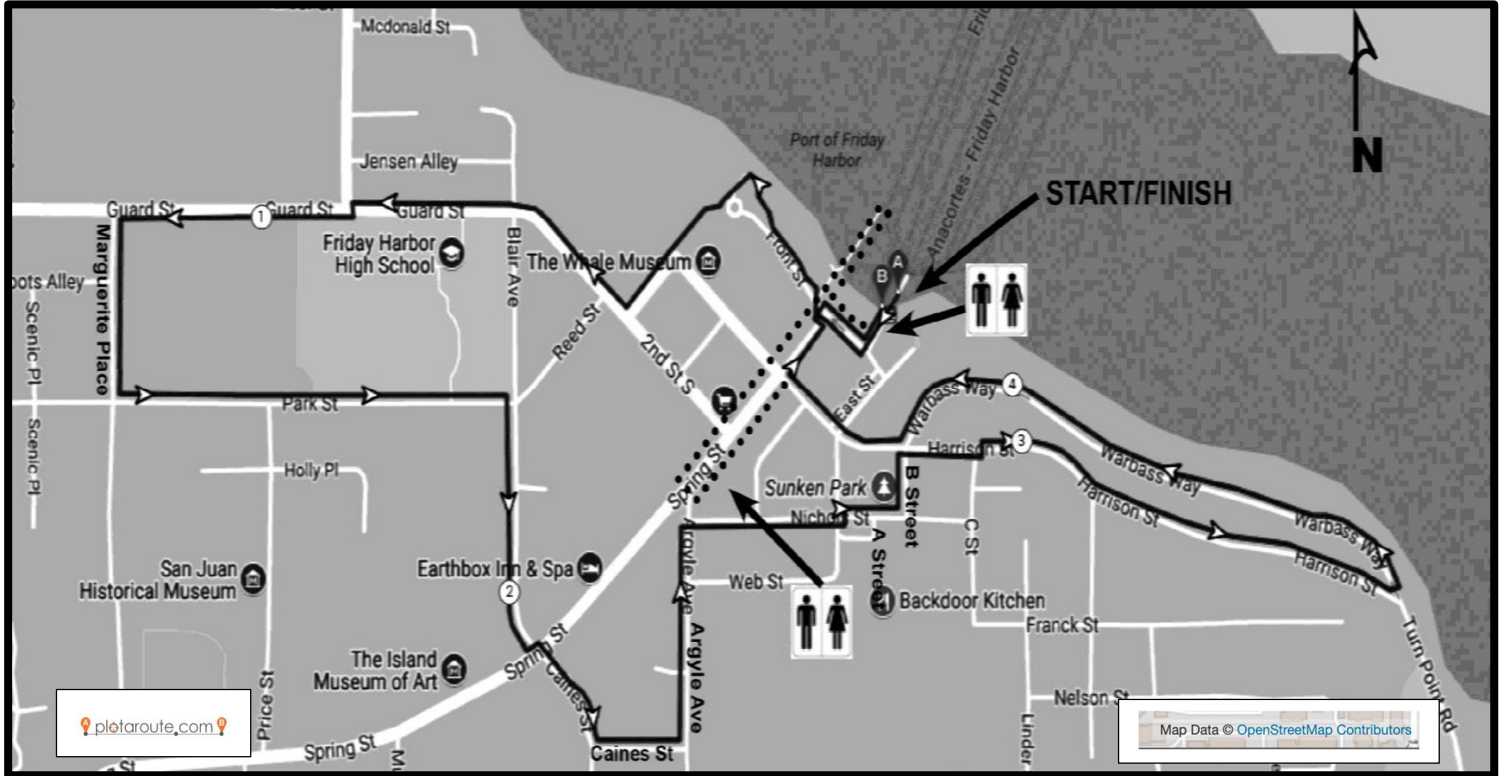 Mcdonald St
Port of Friday
Harbor
Anacortes - Friday Harbor
N
Jensen Alley
START/FINISH
Guard St
1
Guard St
Guard St
Marguerite Place
Friday Harbor
High School
Blair Ave
The Whale Museum
Front St
B
A
Scenic Pl
Reed St
2nd St S
East St
Warbass Way
4
Park St
Harrison St
3
Warbass Way
Scenic Pl
Holly Pl
Spring St
Sunken Park
B Street
Nichols St
Harrison St
Warbass Way
Argyle Ave
A Street
C St
Harrison St
San Juan
Historical Museum
Earthbox Inn & Spa
2
Web St
Backdoor Kitchen
Franck St
Turn Point Rd
The Island
Museum of Art
Spring St
Caines St
Argyle Ave
Nelson St
Price St
Linder
plotaroute.com
Spring St
Caines St
Map Data © OpenStreetMap Contributors